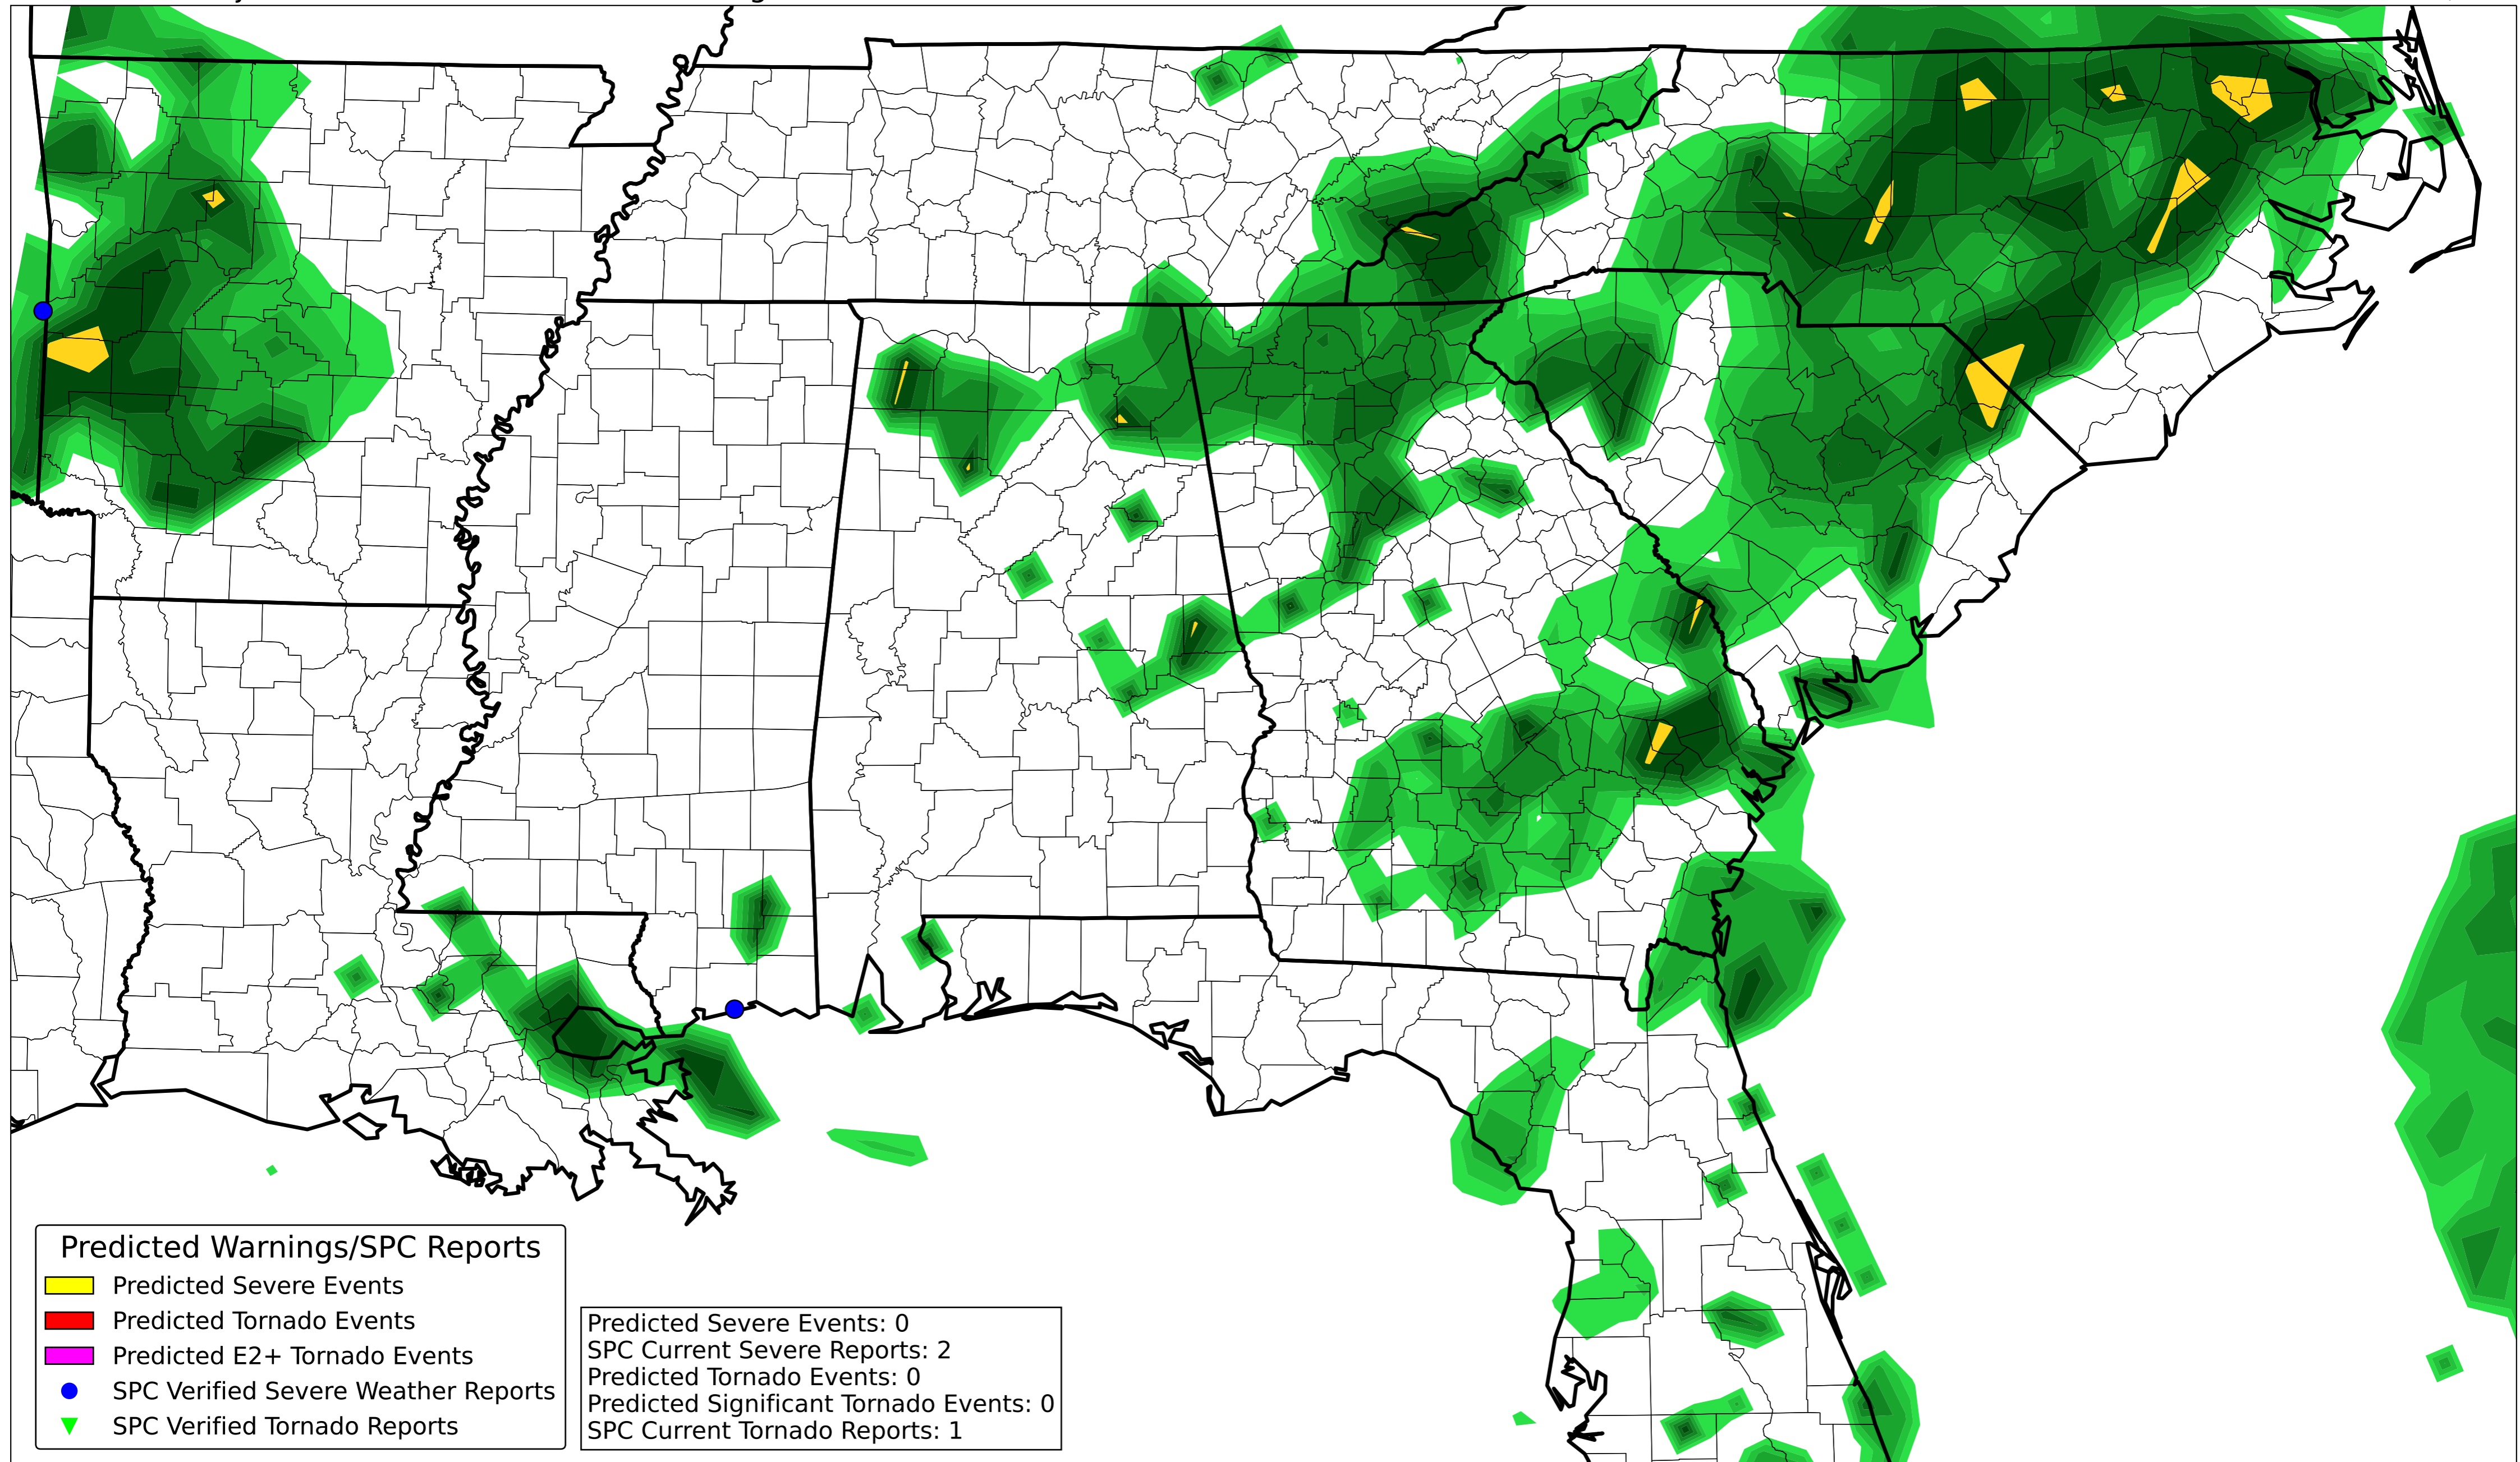 Predicted Warnings/SPC Reports
Predicted Severe Events
Predicted Tornado Events
Predicted E2+ Tornado Events
SPC Verified Severe Weather Reports
SPC Verified Tornado Reports
Predicted Severe Events: 0
SPC Current Severe Reports: 2
Predicted Tornado Events: 0
Predicted Significant Tornado Events: 0
SPC Current Tornado Reports: 1